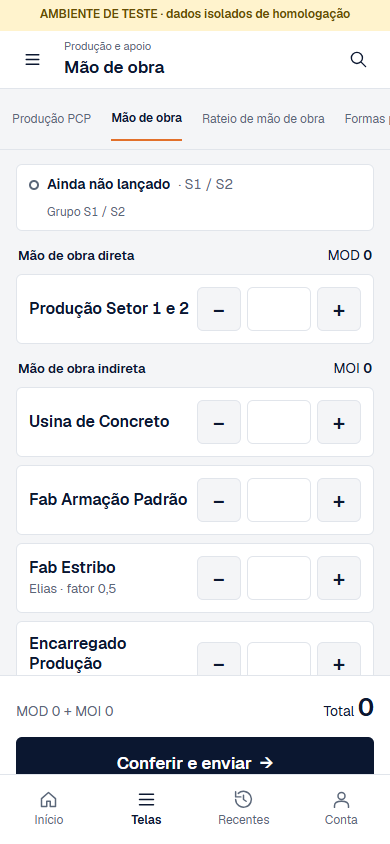 AMBIENTE DE TESTE · dados isolados de homologação
Produção e apoio
Mão de obra
Produção PCP
Mão de obra
Rateio de mão de obra
Formas
Ainda não lançado · S1 / S2
Grupo S1 / S2
Mão de obra direta
MOD 0
Produção Setor 1 e 2
−
+
Mão de obra indireta
MOI 0
Usina de Concreto
−
+
Fab Armação Padrão
−
+
Fab Estribo
Elias · fator 0,5
−
+
Encarregado
Produção
−
+
MOD 0 + MOI 0
Total 0
Conferir e enviar →
Início
Telas
Recentes
Conta